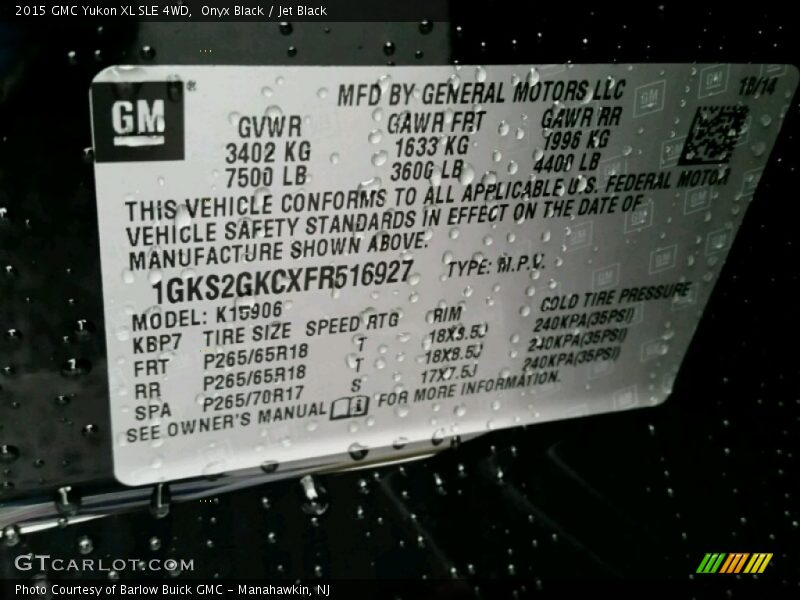 2015 GMC Yukon XL SLE 4WD, Onyx Black / Jet Black
GM ®
MFD BY GENERAL MOTORS LLC
10/14
GVWR GAWR FRT GAWR RR
3402 KG 1633 KG 1996 KG
7500 LB 3600 LB 4400 LB
THIS VEHICLE CONFORMS TO ALL APPLICABLE U.S. FEDERAL MOTOR
VEHICLE SAFETY STANDARDS IN EFFECT ON THE DATE OF
MANUFACTURE SHOWN ABOVE.
1GKS2GKCXFR516927 TYPE: M.P.V.
MODEL: K15906
KBP7 TIRE SIZE SPEED RTG RIM COLD TIRE PRESSURE
FRT P265/65R18 T 18X8.5J 240KPA(35PSI)
RR P265/65R18 T 18X8.5J 240KPA(35PSI)
SPA P265/70R17 S 17X7.5J 240KPA(35PSI)
SEE OWNER'S MANUAL FOR MORE INFORMATION.
GTCARLOT.COM
Photo Courtesy of Barlow Buick GMC - Manahawkin, NJ